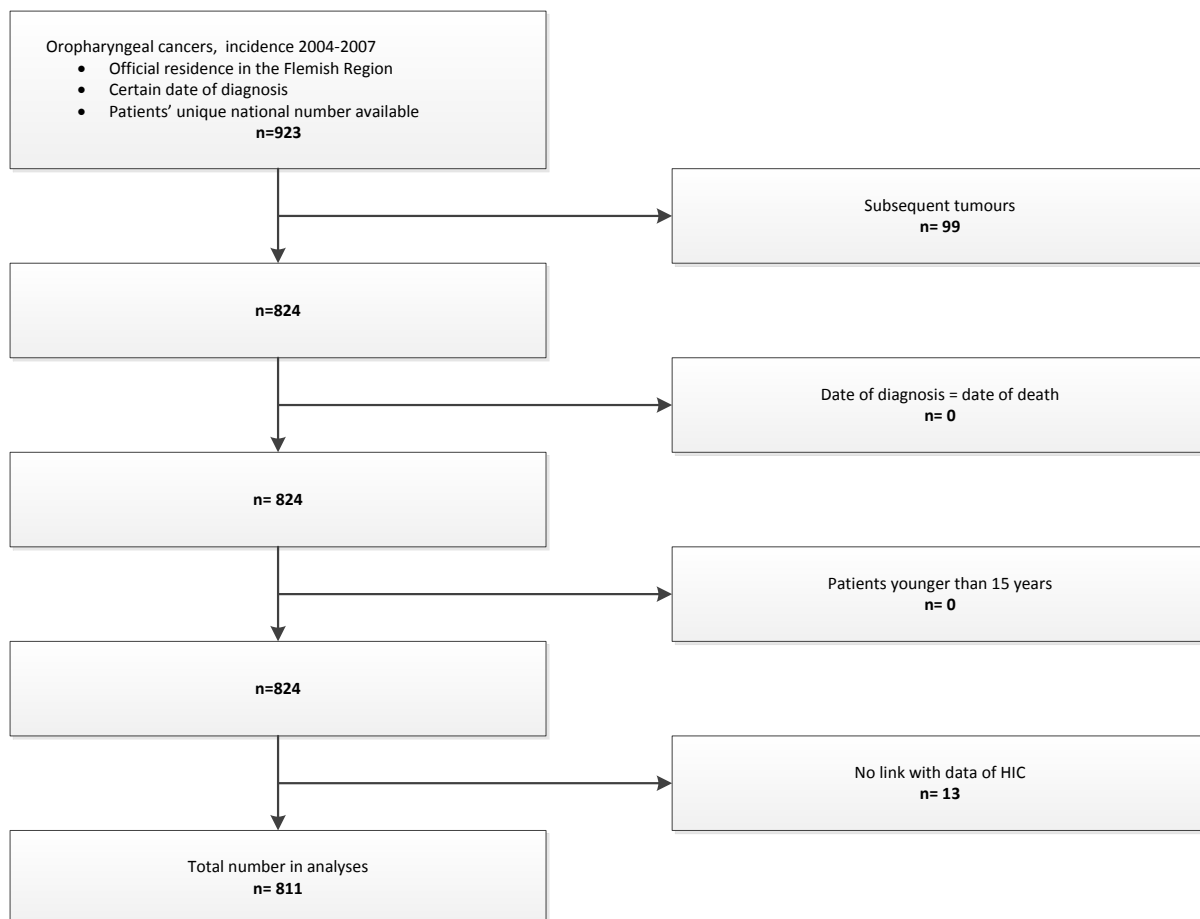 Oropharyngeal cancers, incidence 2004-2007
• Official residence in the Flemish Region
• Certain date of diagnosis
• Patients’ unique national number available
n=923
Subsequent tumours
n= 99
n=824
Date of diagnosis = date of death
n= 0
n= 824
Patients younger than 15 years
n= 0
n=824
No link with data of HIC
n= 13
Total number in analyses
n= 811